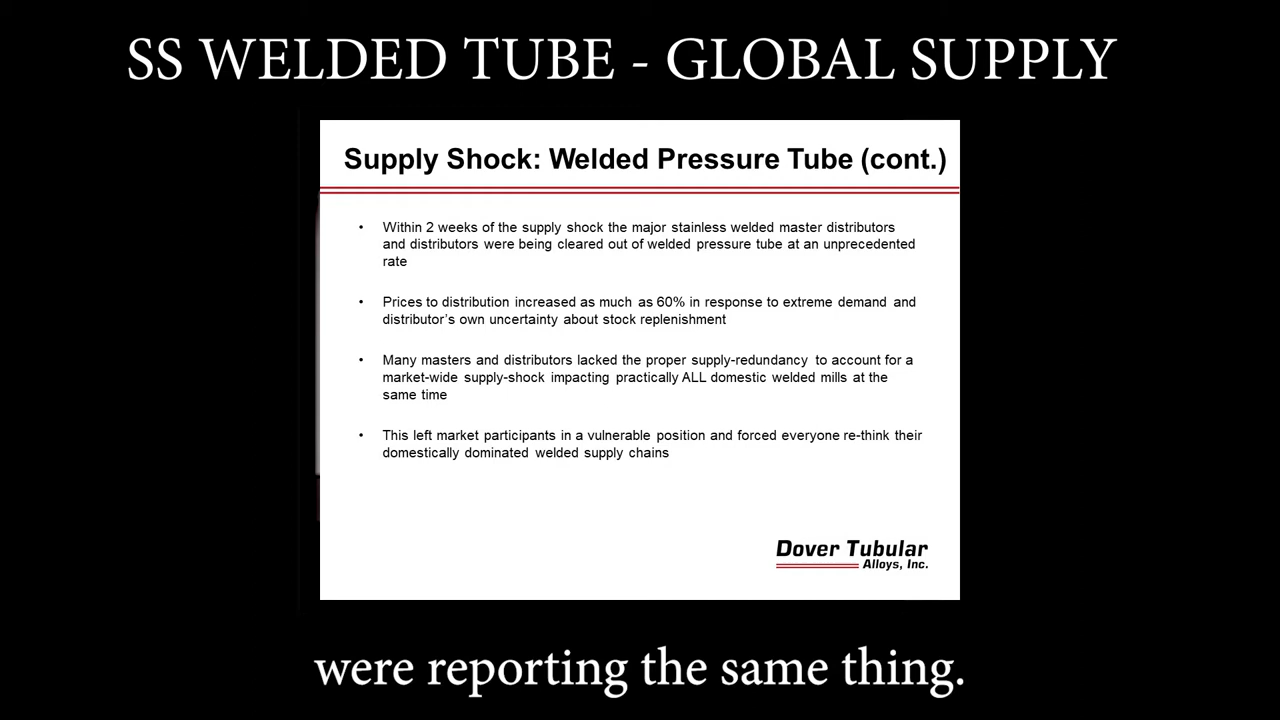 SS WELDED TUBE - GLOBAL SUPPLY
Supply Shock: Welded Pressure Tube (cont.)
• Within 2 weeks of the supply shock the major stainless welded master distributors
and distributors were being cleared out of welded pressure tube at an unprecedented
rate
• Prices to distribution increased as much as 60% in response to extreme demand and
distributor's own uncertainty about stock replenishment
• Many masters and distributors lacked the proper supply-redundancy to account for a
market-wide supply-shock impacting practically ALL domestic welded mills at the
same time
• This left market participants in a vulnerable position and forced everyone re-think their
domestically dominated welded supply chains
Dover Tubular
Alloys, Inc.
were reporting the same thing.